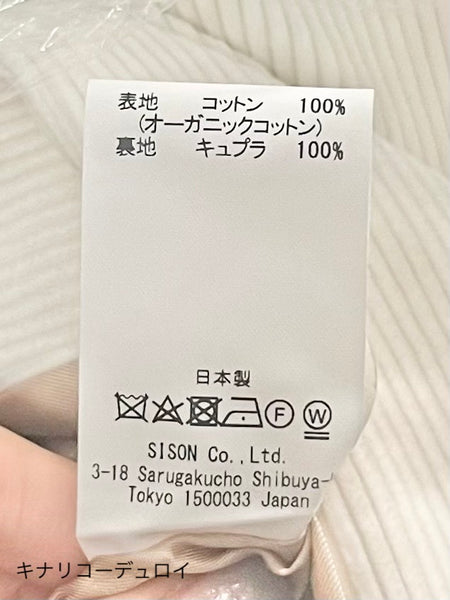 表地 コットン 100%
(オーガニックコットン)
裏地 キュプラ 100%
日本製
F W
SISON Co.,Ltd.
3-18 Sarugakucho Shibuya-
Tokyo 1500033 Japan
キナリコーデュロイ